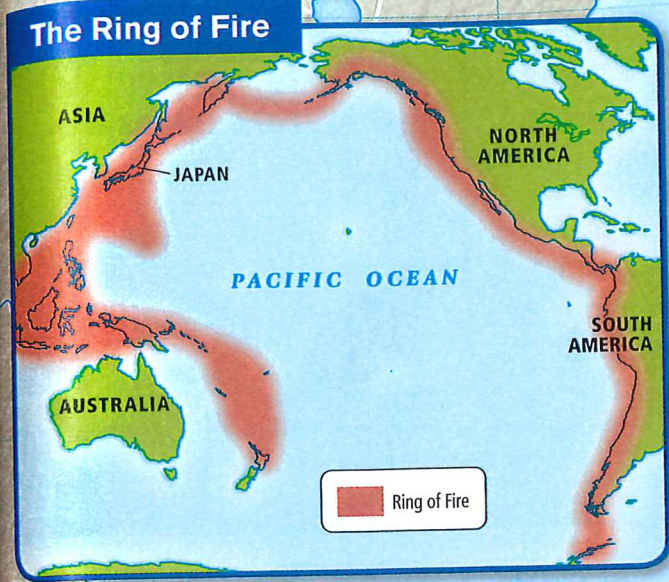 The Ring of Fire
ASIA
JAPAN
NORTH
AMERICA
PACIFIC OCEAN
SOUTH
AMERICA
AUSTRALIA
Ring of Fire